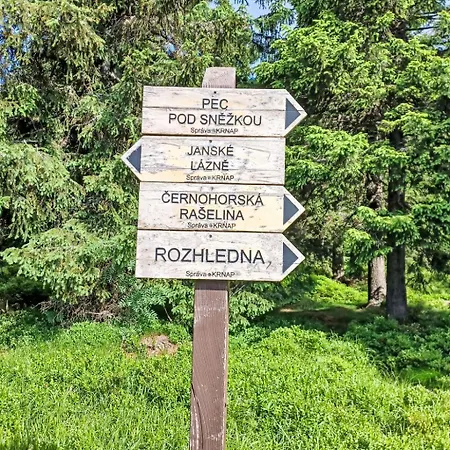 PEC
POD SNĚŽKOU
Správa KRNAP
JANSKÉ
LÁZNĚ
Správa KRNAP
ČERNOHORSKÁ
RAŠELINA
Správa KRNAP
ROZHLEDNA
Správa KRNAP